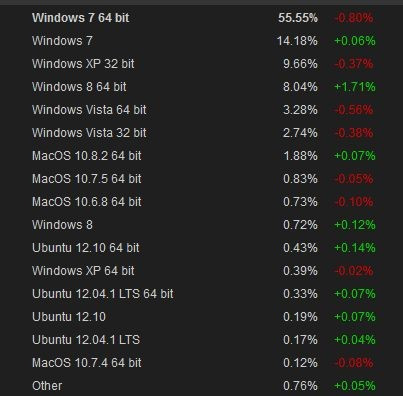 Windows 7 64 bit 55.55% -0.80%
Windows 7 14.18% +0.06%
Windows XP 32 bit 9.66% -0.37%
Windows 8 64 bit 8.04% +1.71%
Windows Vista 64 bit 3.28% -0.56%
Windows Vista 32 bit 2.74% -0.38%
MacOS 10.8.2 64 bit 1.88% +0.07%
MacOS 10.7.5 64 bit 0.83% -0.05%
MacOS 10.6.8 64 bit 0.73% -0.10%
Windows 8 0.72% +0.12%
Ubuntu 12.10 64 bit 0.43% +0.14%
Windows XP 64 bit 0.39% -0.02%
Ubuntu 12.04.1 LTS 64 bit 0.33% +0.07%
Ubuntu 12.10 0.19% +0.07%
Ubuntu 12.04.1 LTS 0.17% +0.04%
MacOS 10.7.4 64 bit 0.12% -0.08%
Other 0.76% +0.05%